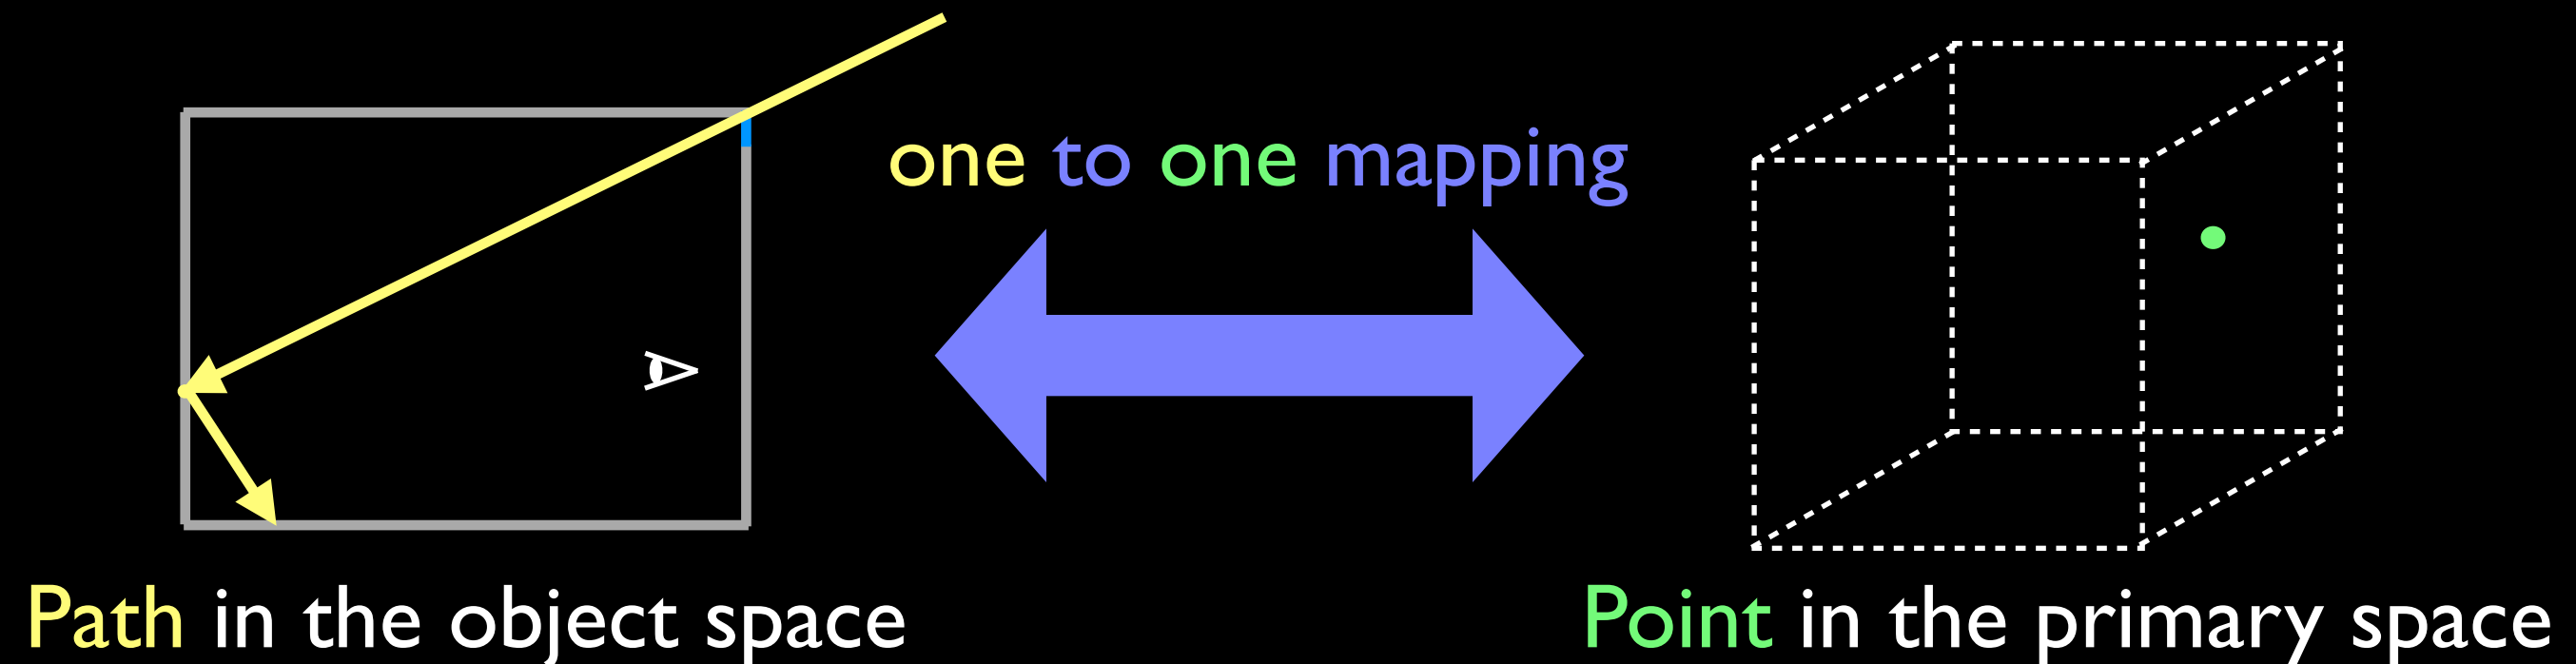 one to one mapping
Path in the object space
Point in the primary space